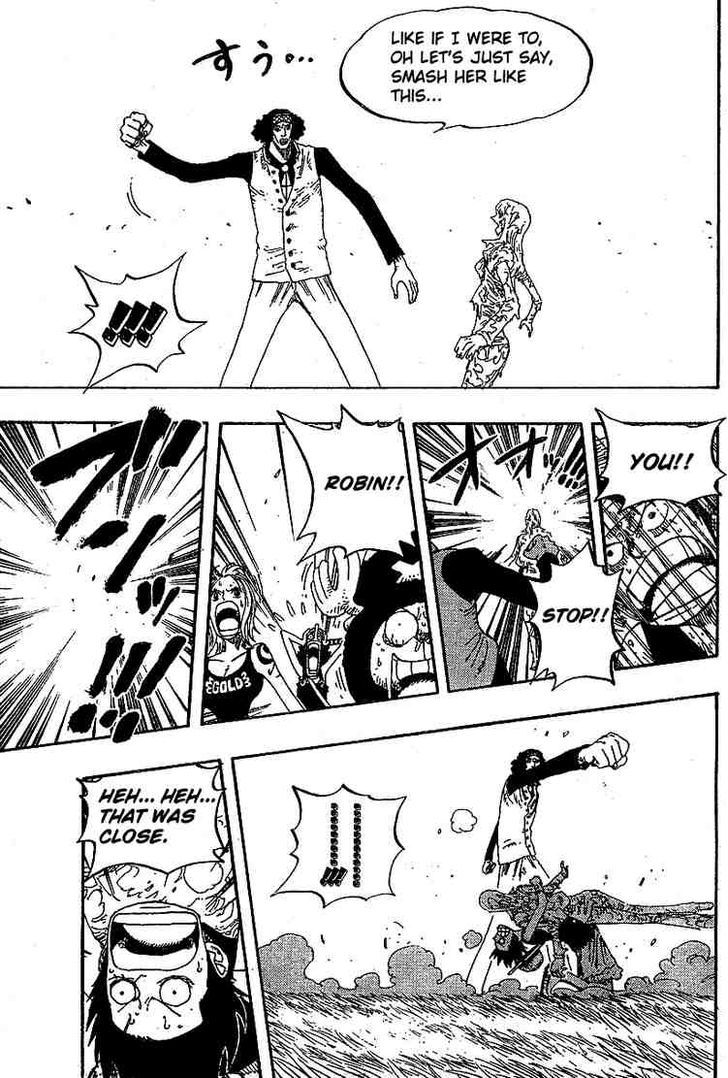 LIKE IF I WERE TO,
OH LET'S JUST SAY,
SMASH HER LIKE
THIS...
すぅ…
!!!
YOU!!
STOP!!
ROBIN!!
GOLD
HEH... HEH...
THAT WAS
CLOSE.